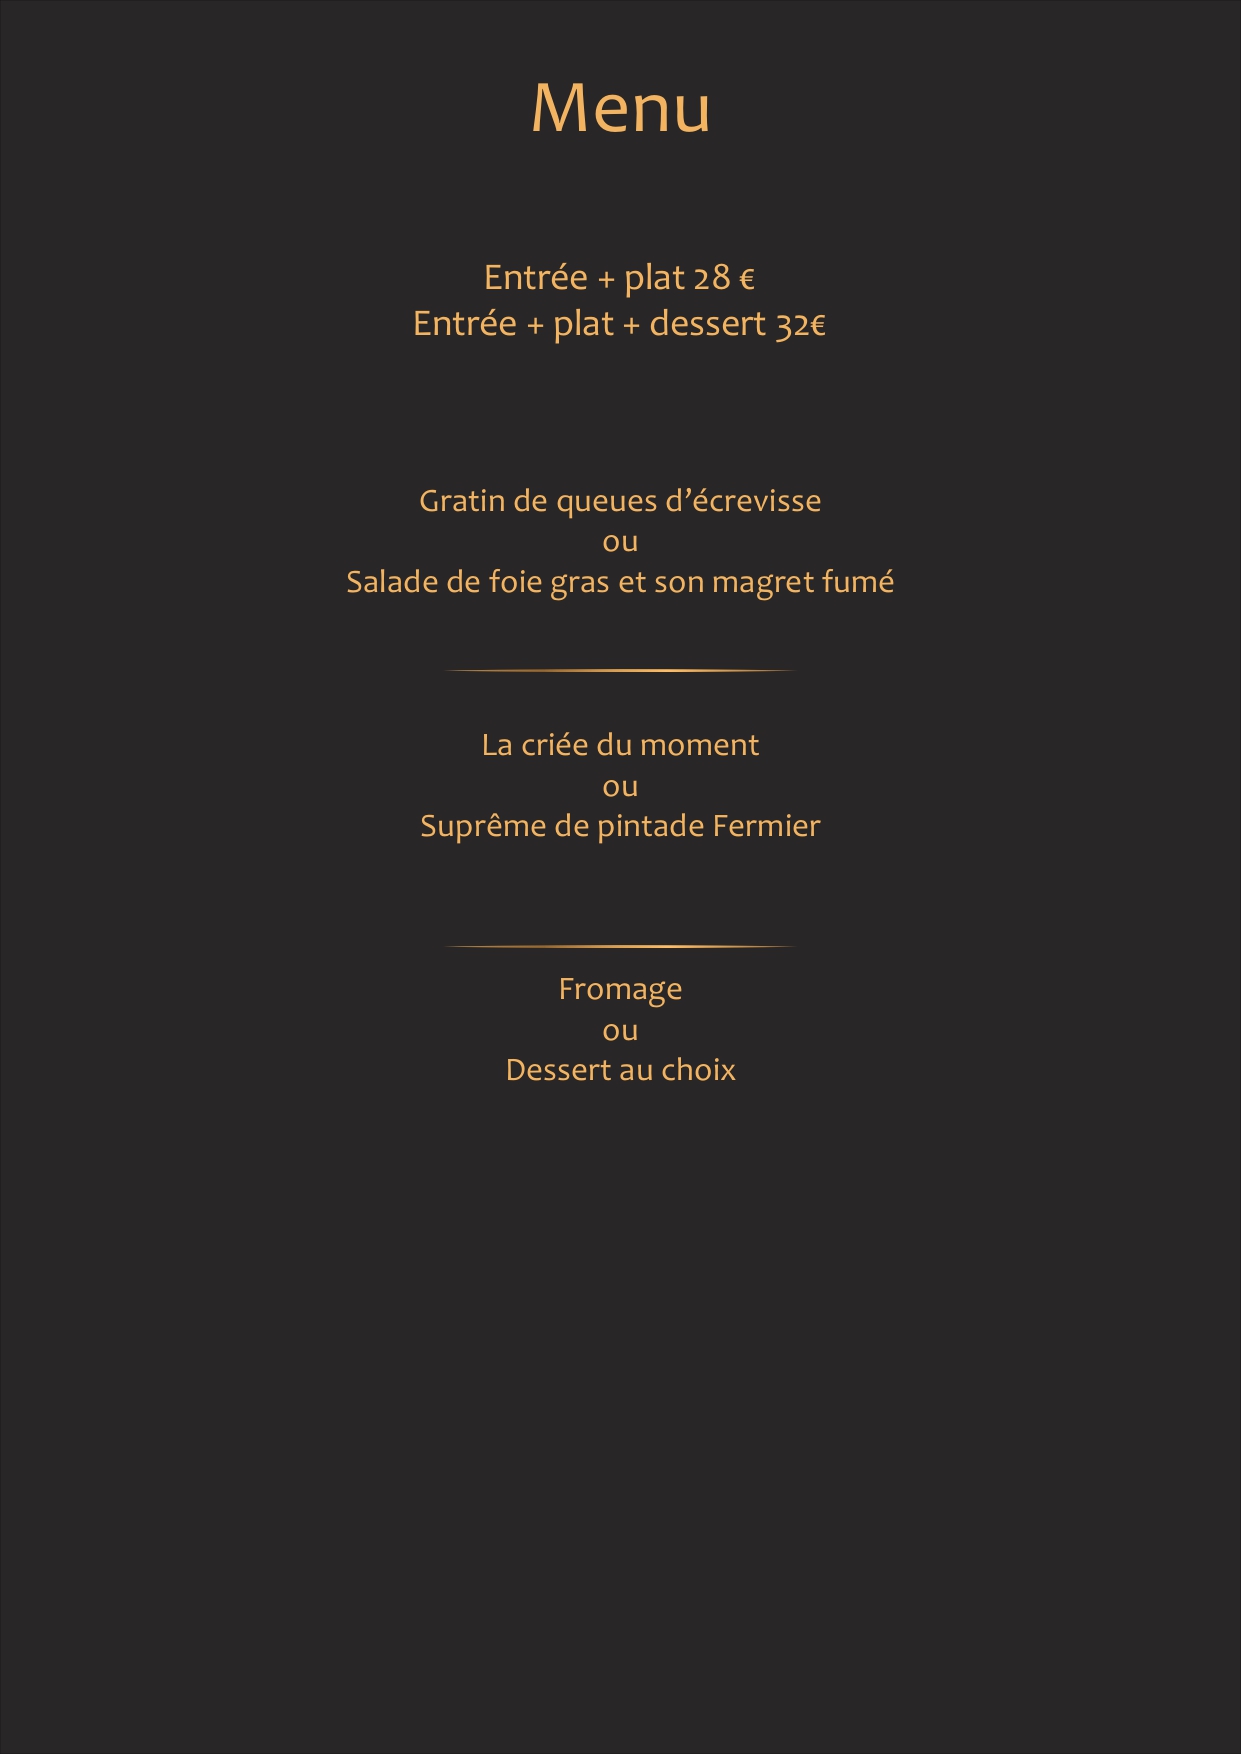 Menu
Entrée + plat 28 €
Entrée + plat + dessert 32€
Gratin de queues d’écrevisse
ou
Salade de foie gras et son magret fumé
La criée du moment
ou
Suprême de pintade Fermier
Fromage
ou
Dessert au choix